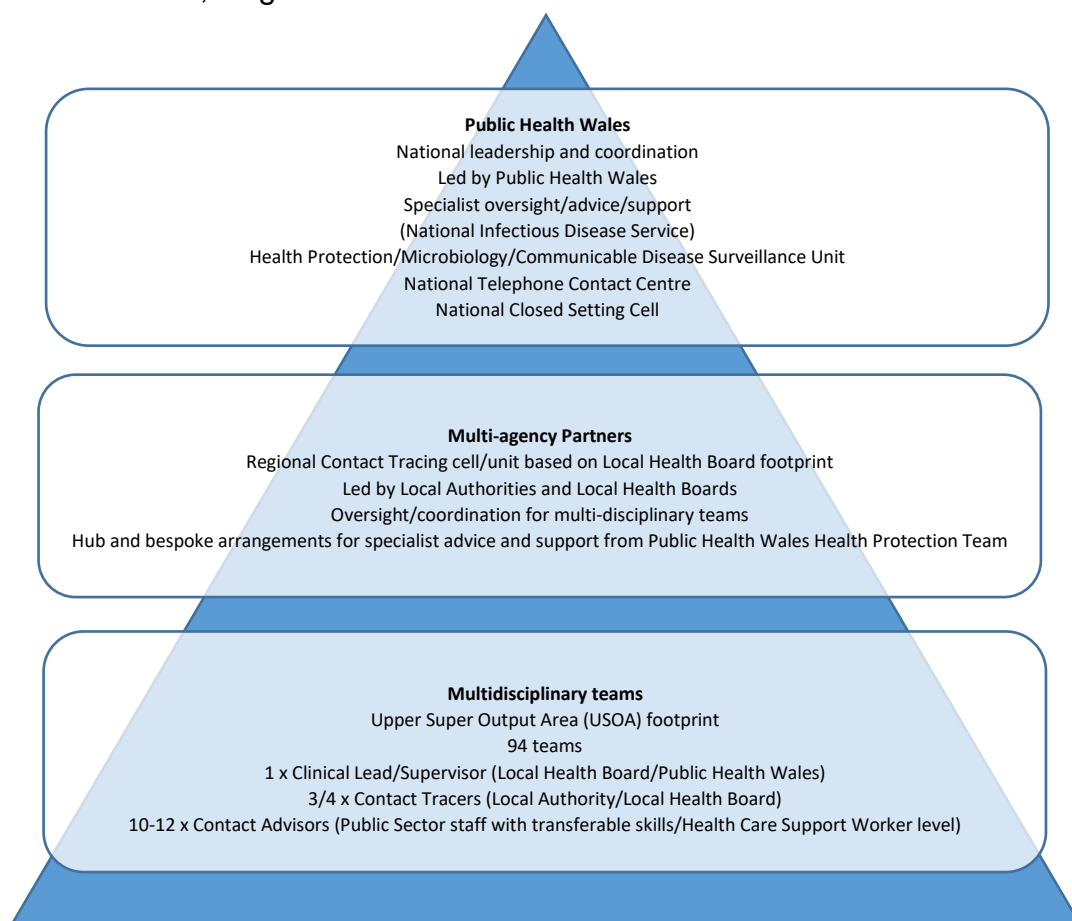 Public Health Wales
National leadership and coordination
Led by Public Health Wales
Specialist oversight/advice/support
(National Infectious Disease Service)
Health Protection/Microbiology/Communicable Disease Surveillance Unit
National Telephone Contact Centre
National Closed Setting Cell
Multi-agency Partners
Regional Contact Tracing cell/unit based on Local Health Board footprint
Led by Local Authorities and Local Health Boards
Oversight/coordination for multi-disciplinary teams
Hub and bespoke arrangements for specialist advice and support from Public Health Wales Health Protection Team
Multidisciplinary teams
Upper Super Output Area (USOA) footprint
94 teams
1 x Clinical Lead/Supervisor (Local Health Board/Public Health Wales)
3/4 x Contact Tracers (Local Authority/Local Health Board)
10-12 x Contact Advisors (Public Sector staff with transferable skills/Health Care Support Worker level)